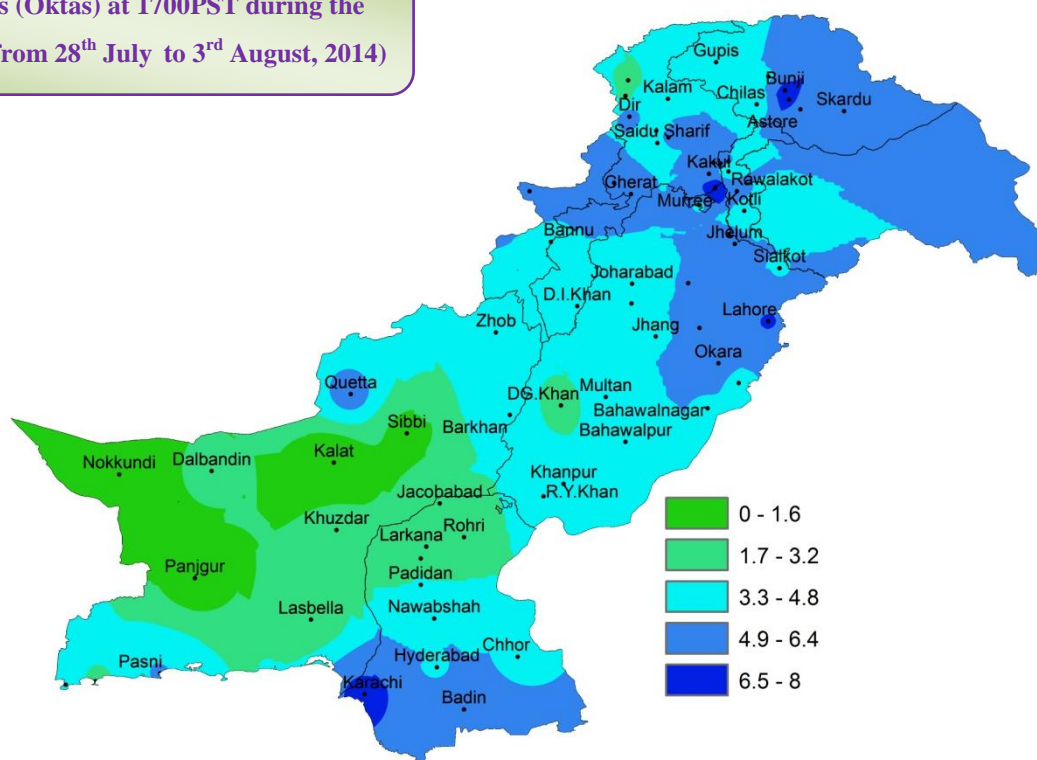 s (Oktas) at 1700PST during the
from 28th July to 3rd August, 2014)
Gupis
Bunji
Kalam
Chilas
Skardu
Dir
Astore
Saidu Sharif
Kakul
Gherat
Rawalakot
Murree
Kotli
Bannu
Jhelum
Sialkot
Joharabad
D.I.Khan
Lahore
Zhob
Jhang
Okara
Quetta
DG.Khan
Multan
Bahawalnagar
Sibbi
Barkhan
Bahawalpur
Nokkundi
Dalbandin
Kalat
Khanpur
R.Y.Khan
Jacobabad
Khuzdar
Larkana
Rohri
Panjgur
Padidan
Lasbella
Nawabshah
Pasni
Hyderabad
Chhor
Karachi
Badin
0 - 1.6
1.7 - 3.2
3.3 - 4.8
4.9 - 6.4
6.5 - 8